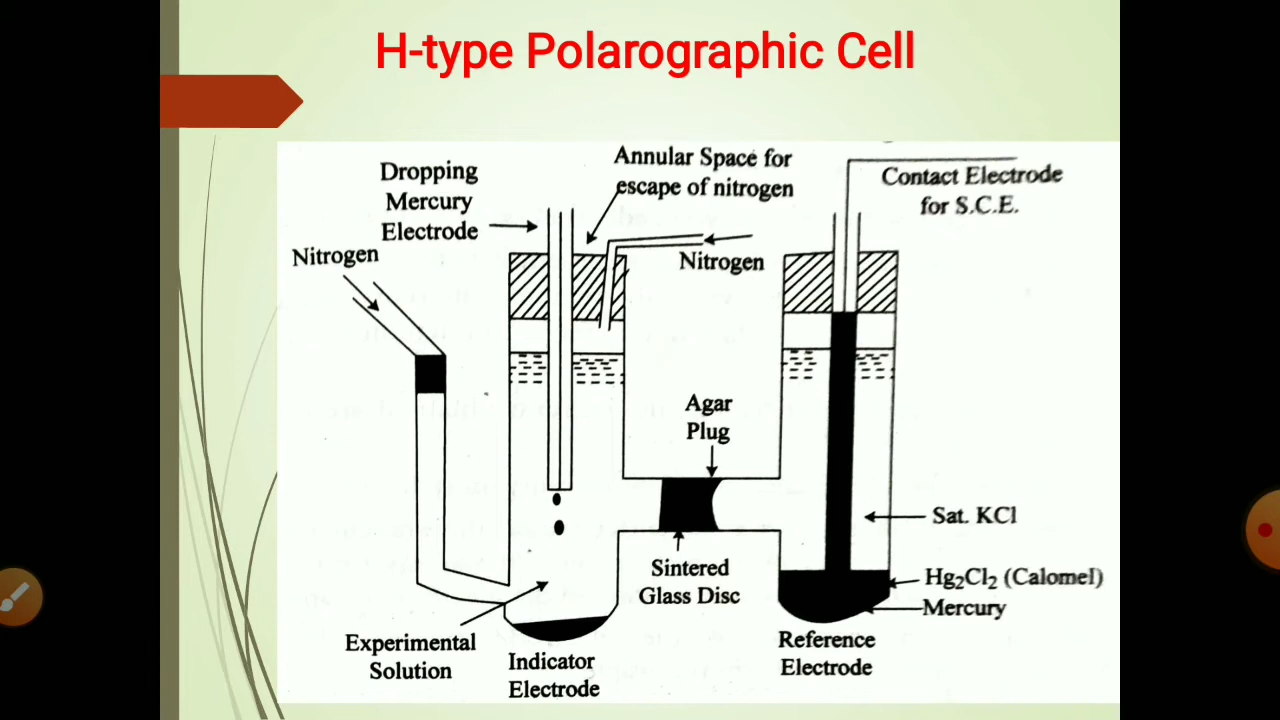 H-type Polarographic Cell
Dropping
Mercury
Electrode
Annular Space for
escape of nitrogen
Contact Electrode
for S.C.E.
Nitrogen
Nitrogen
Agar
Plug
Sat. KCl
Sintered
Glass Disc
Hg₂Cl₂ (Calomel)
Mercury
Experimental
Solution
Indicator
Electrode
Reference
Electrode